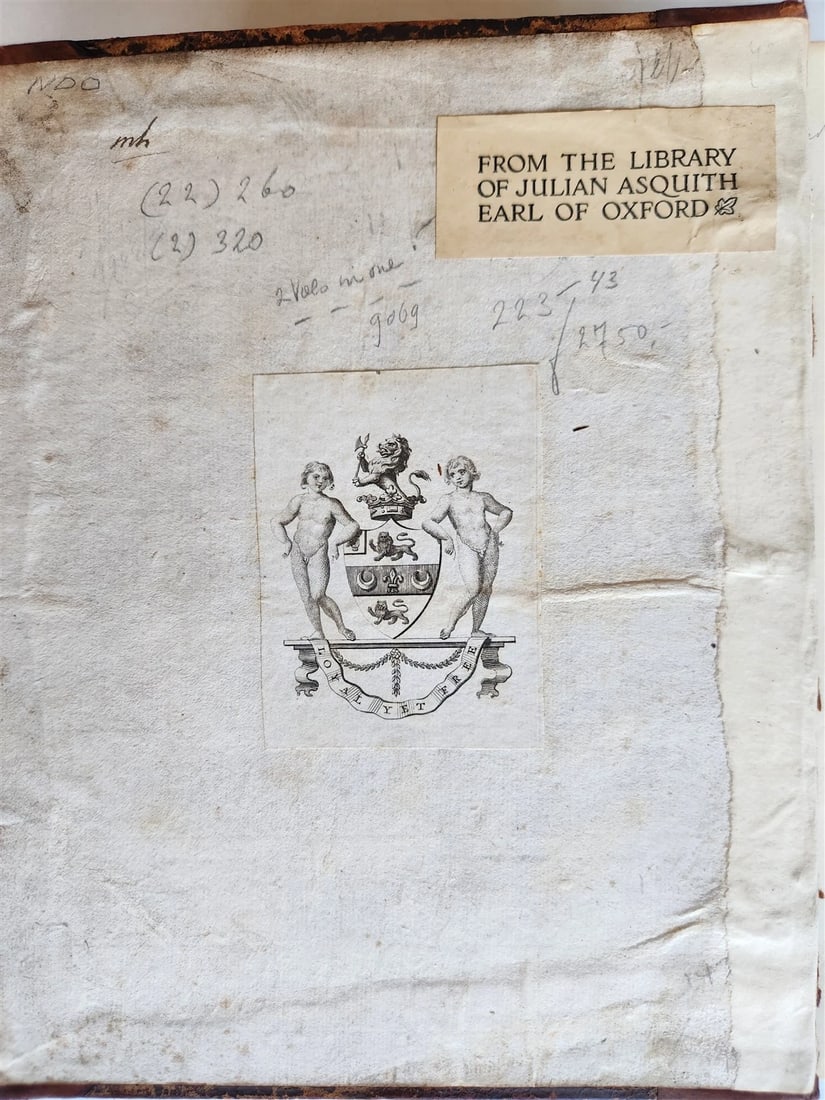 NDO
mh
FROM THE LIBRARY
OF JULIAN ASQUITH
EARL OF OXFORD
(22) 260
(2) 320
2 Vols in one!
9069
223 - 43
2750,-
LOYAL YET FREE